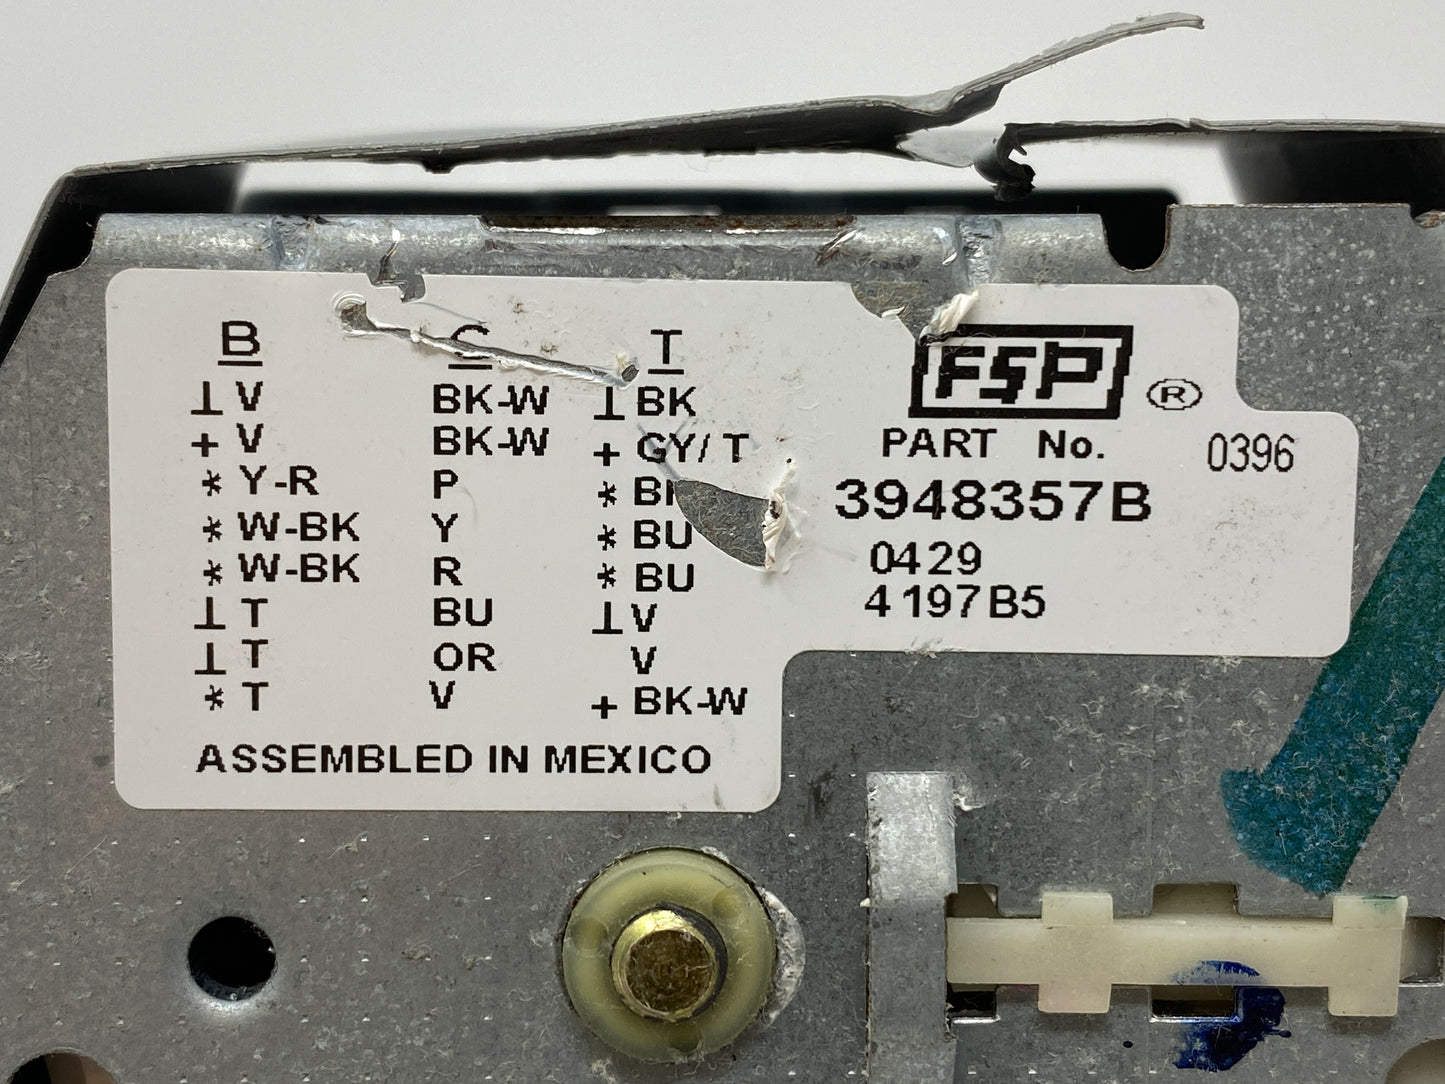 B C T
⊥ V BK-W ⊥ BK
+ V BK-W + GY/ T
* Y-R P *
* W-BK Y * BU
* W-BK R * BU
⊥ T BU ⊥ V
⊥ T OR V
* T V + BK-W
ASSEMBLED IN MEXICO
FSP ®
PART No. 0396
3948357B
0429
4197B5